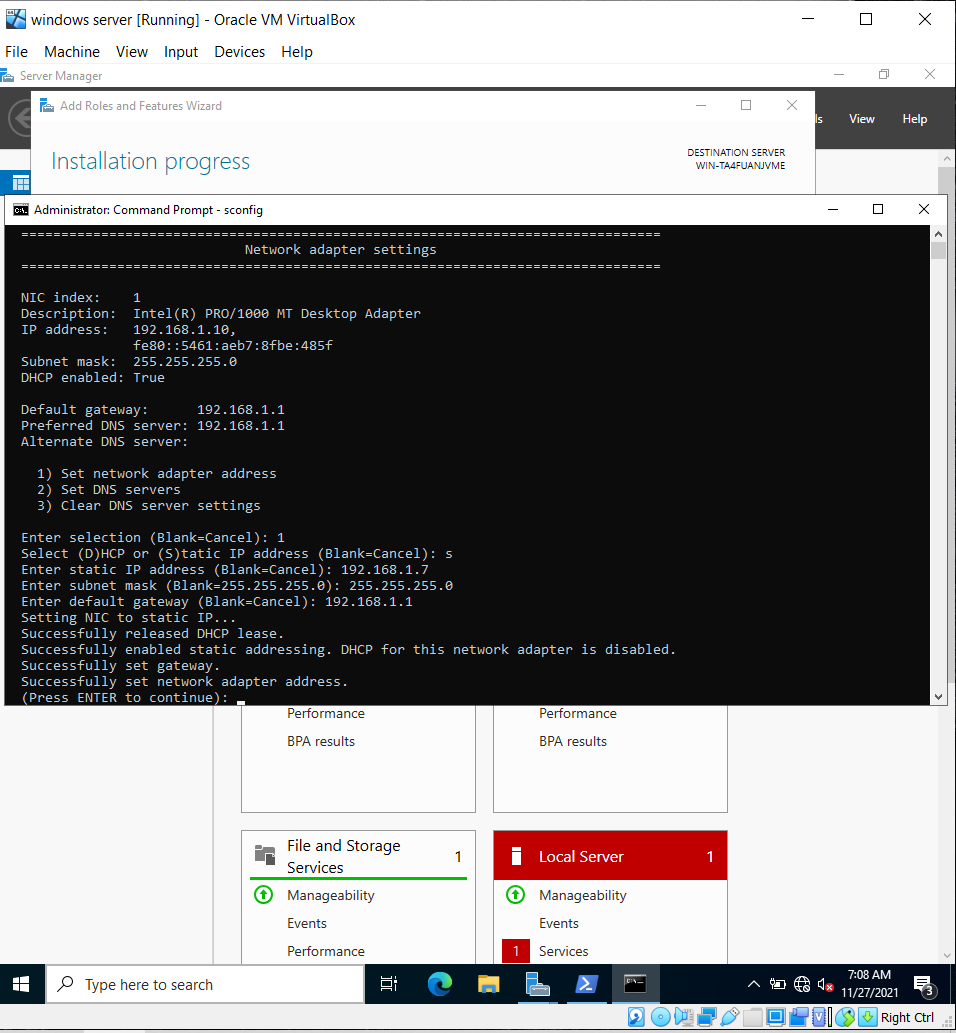 windows server [Running] - Oracle VM VirtualBox
File Machine View Input Devices Help
Server Manager
Add Roles and Features Wizard
ls View Help
Installation progress
DESTINATION SERVER
WIN-TA4FUANJVME
Administrator: Command Prompt - sconfig
================================================================================
Network adapter settings
================================================================================
NIC index: 1
Description: Intel(R) PRO/1000 MT Desktop Adapter
IP address: 192.168.1.10,
fe80::5461:aeb7:8fbe:485f
Subnet mask: 255.255.255.0
DHCP enabled: True
Default gateway: 192.168.1.1
Preferred DNS server: 192.168.1.1
Alternate DNS server:
1) Set network adapter address
2) Set DNS servers
3) Clear DNS server settings
Enter selection (Blank=Cancel): 1
Select (D)HCP or (S)tatic IP address (Blank=Cancel): s
Enter static IP address (Blank=Cancel): 192.168.1.7
Enter subnet mask (Blank=255.255.255.0): 255.255.255.0
Enter default gateway (Blank=Cancel): 192.168.1.1
Setting NIC to static IP...
Successfully released DHCP lease.
Successfully enabled static addressing. DHCP for this network adapter is disabled.
Successfully set gateway.
Successfully set network adapter address.
(Press ENTER to continue):
Performance
BPA results
Performance
BPA results
File and Storage
Services
1
Manageability
Events
Performance
Local Server 1
Manageability
Events
1 Services
Type here to search
7:08 AM
11/27/2021
3
Right Ctrl